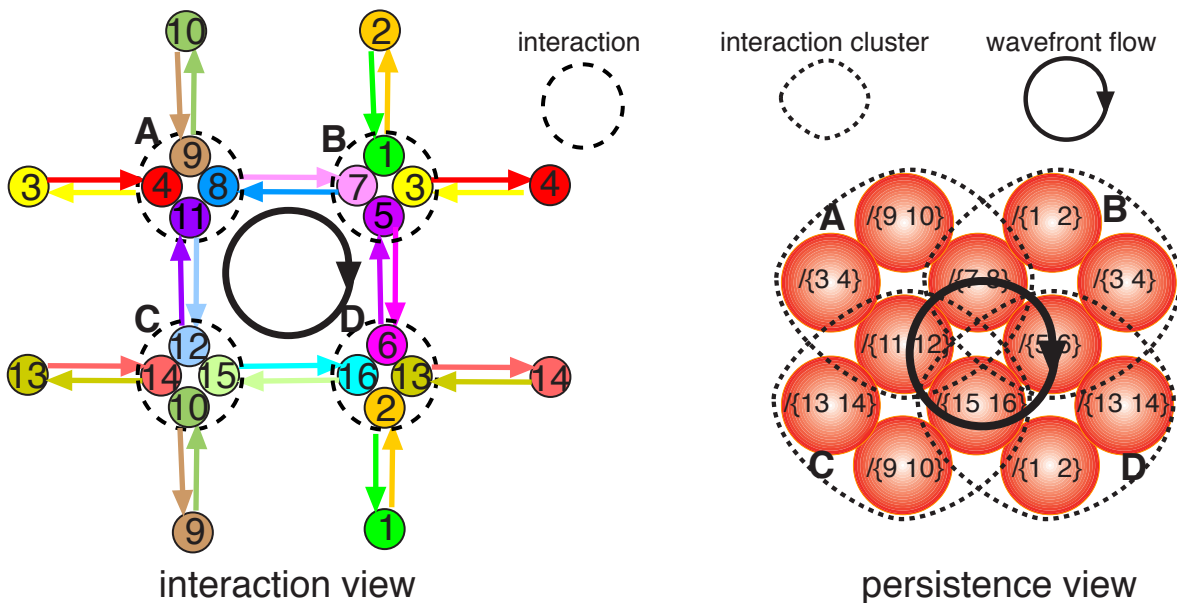 10 2
interaction interaction cluster wavefront flow
A 9 B 1
3 4 8 7 3 4
11 5
C D
12 6
13 14 15 16 13 14
10 2
9 1
interaction view
A /{9 10} /{1 2} B
/{3 4} /{7 8} /{3 4}
/{11 12} /{5 6}
/{13 14} /{15 16} /{13 14}
C /{9 10} /{1 2} D
persistence view